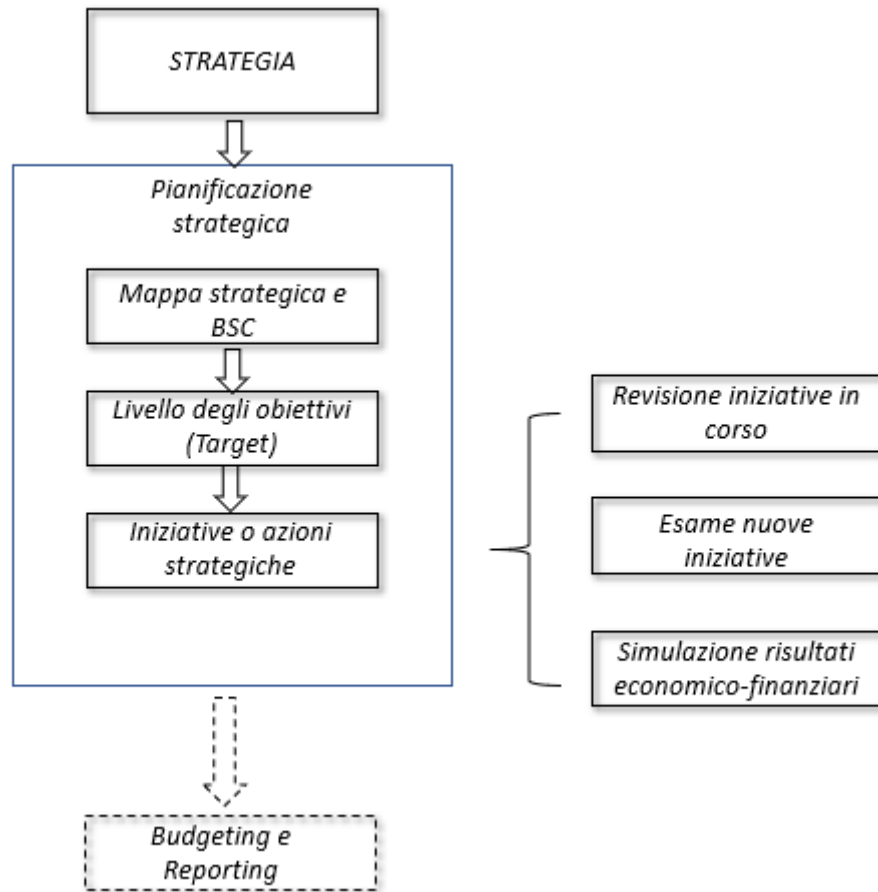 STRATEGIA
Pianificazione
strategica
Mappa strategica e
BSC
Livello degli obiettivi
(Target)
Iniziative o azioni
strategiche
Revisione iniziative in
corso
Esame nuove
iniziative
Simulazione risultati
economico-finanziari
Budgeting e
Reporting